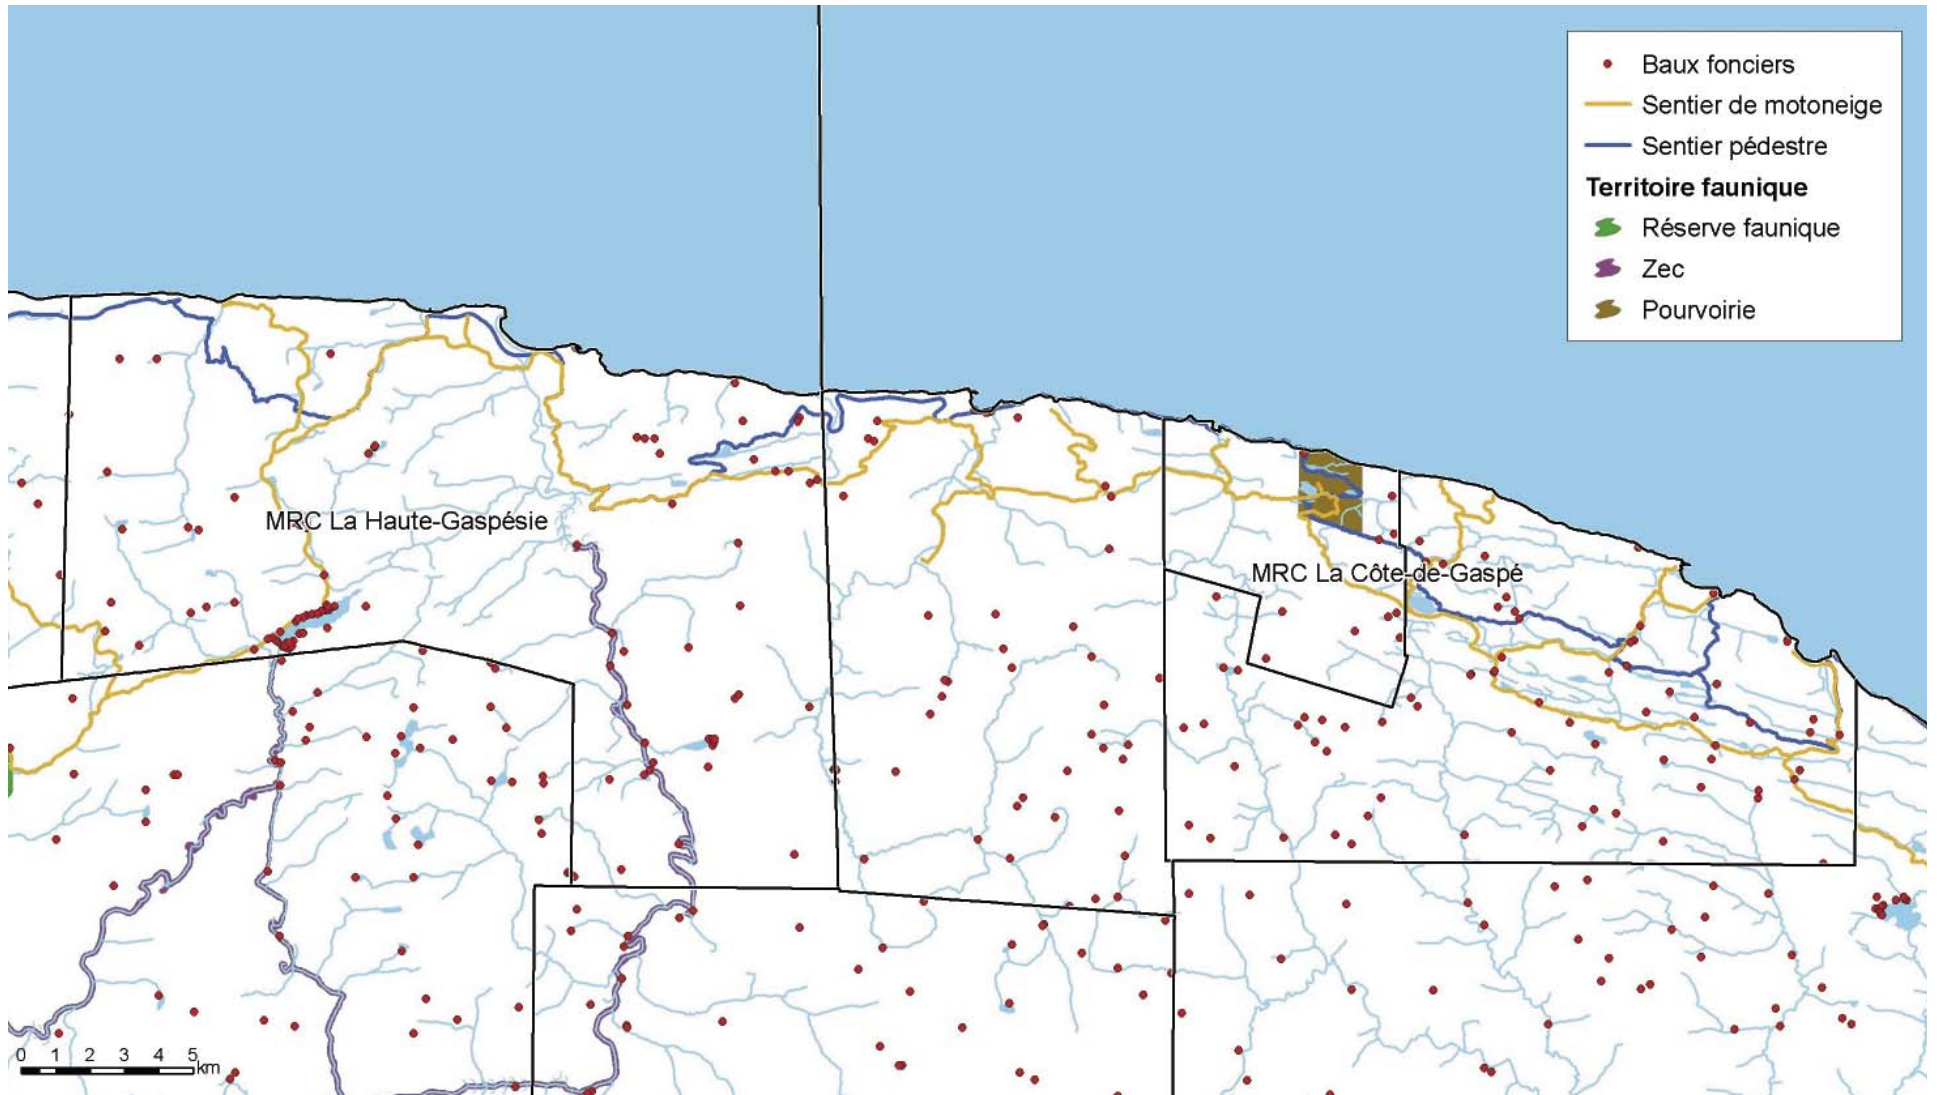 Baux fonciers
Sentier de motoneige
Sentier pédestre
Territoire faunique
Réserve faunique
Zec
Pourvoirie
MRC La Haute-Gaspésie
MRC La Côte-de-Gaspé
0 1 2 3 4 5
km